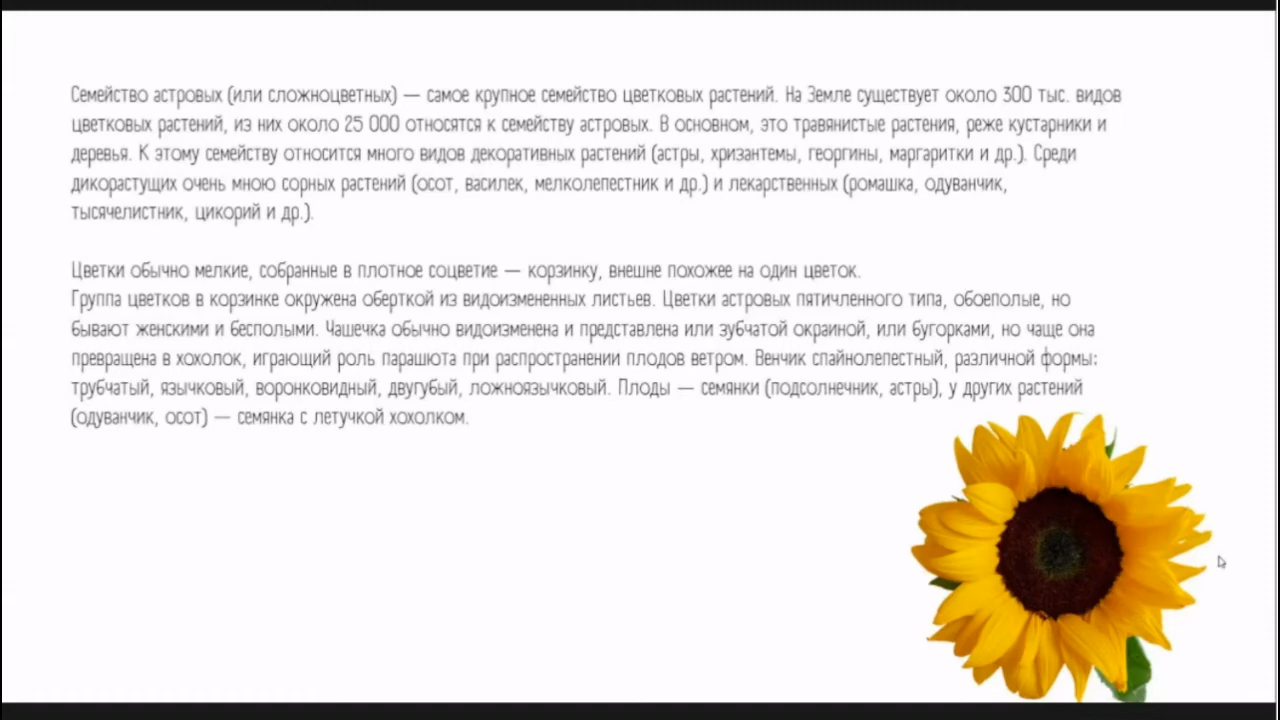 Семейство астровых (или сложноцветных) — самое крупное семейство цветковых растений. На Земле существует около 300 тыс. видов
цветковых растений, из них около 25 000 относятся к семейству астровых. В основном, это травянистые растения, реже кустарники и
деревья. К этому семейству относится много видов декоративных растений (астры, хризантемы, георгины, маргаритки и др.). Среди
дикорастущих очень мною сорных растений (осот, василек, мелколепестник и др.) и лекарственных (ромашка, одуванчик,
тысячелистник, цикорий и др.).
Цветки обычно мелкие, собранные в плотное соцветие — корзинку, внешне похожее на один цветок.
Группа цветков в корзинке окружена оберткой из видоизмененных листьев. Цветки астровых пятичленного типа, обоеполые, но
бывают женскими и бесполыми. Чашечка обычно видоизменена и представлена или зубчатой окраиной, или бугорками, но чаще она
превращена в хохолок, играющий роль парашюта при распространении плодов ветром. Венчик спайнолепестный, различной формы:
трубчатый, язычковый, воронковидный, двугубый, ложноязычковый. Плоды — семянки (подсолнечник, астры), у других растений
(одуванчик, осот) — семянка с летучкой хохолком.